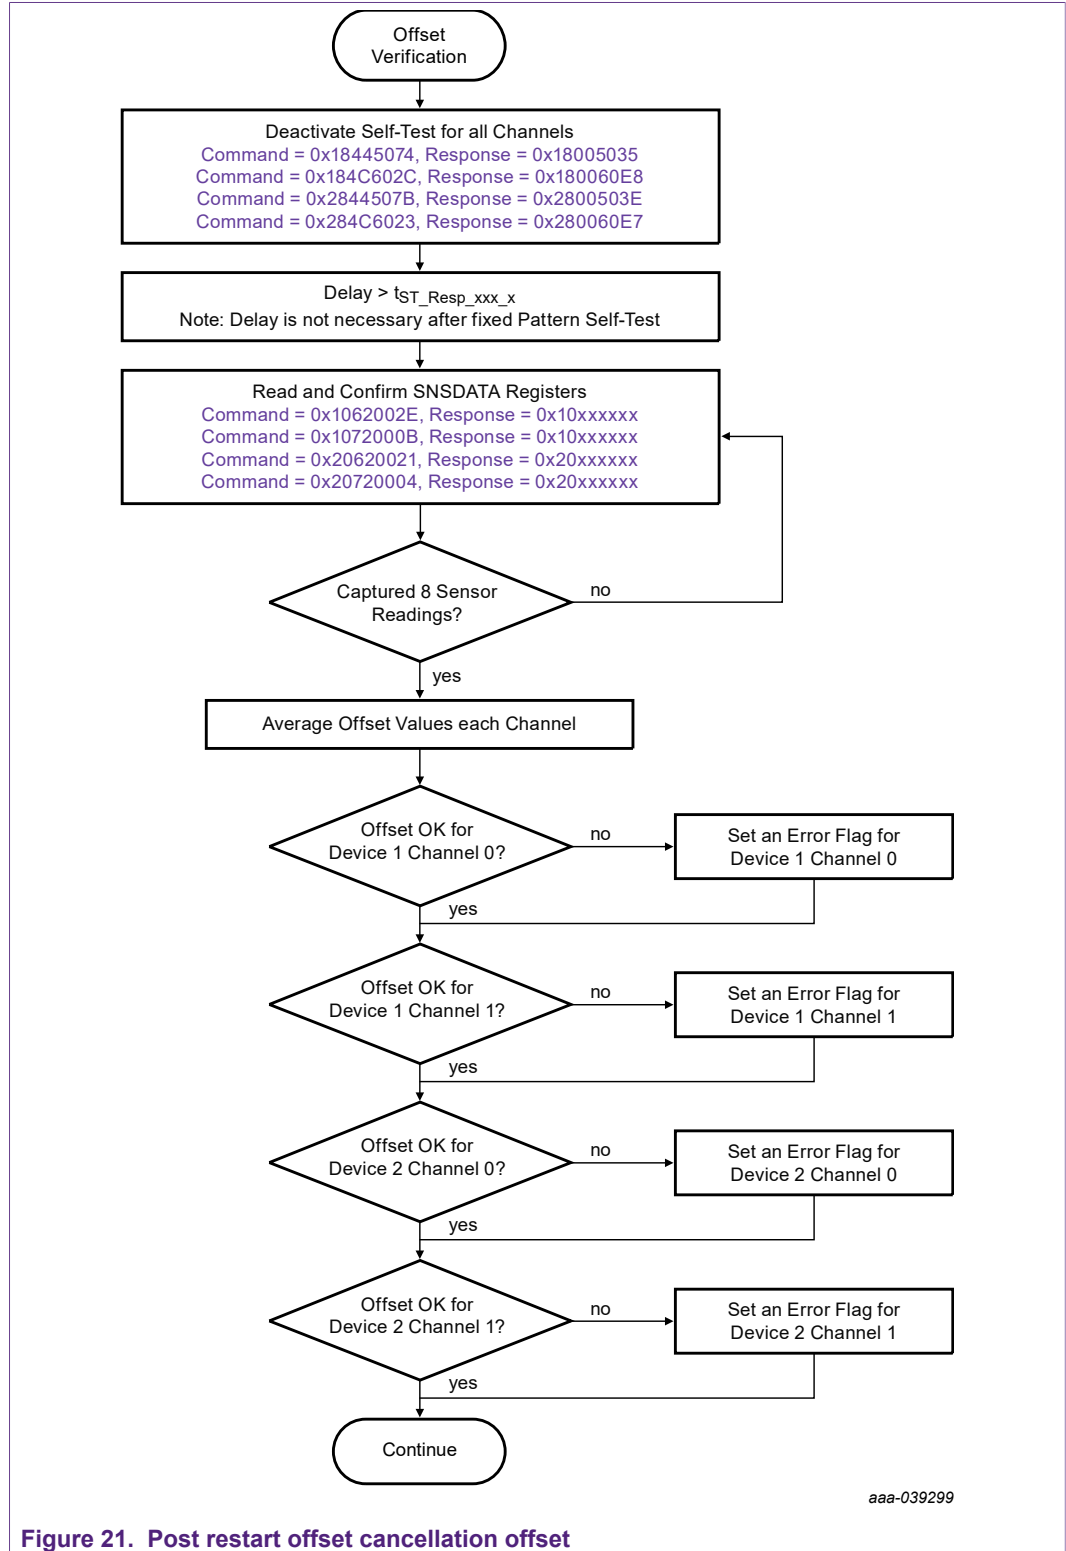 Offset
Verification
Deactivate Self-Test for all Channels
Command = 0x18445074, Response = 0x18005035
Command = 0x184C602C, Response = 0x180060E8
Command = 0x2844507B, Response = 0x2800503E
Command = 0x284C6023, Response = 0x280060E7
Delay > tST_Resp_xxx_x
Note: Delay is not necessary after fixed Pattern Self-Test
Read and Confirm SNSDATA Registers
Command = 0x1062002E, Response = 0x10xxxxxx
Command = 0x1072000B, Response = 0x10xxxxxx
Command = 0x20620021, Response = 0x20xxxxxx
Command = 0x20720004, Response = 0x20xxxxxx
Captured 8 Sensor
Readings?
no
yes
Average Offset Values each Channel
Offset OK for
Device 1 Channel 0?
no
Set an Error Flag for
Device 1 Channel 0
yes
Offset OK for
Device 1 Channel 1?
no
Set an Error Flag for
Device 1 Channel 1
yes
Offset OK for
Device 2 Channel 0?
no
Set an Error Flag for
Device 2 Channel 0
yes
Offset OK for
Device 2 Channel 1?
no
Set an Error Flag for
Device 2 Channel 1
yes
Continue
aaa-039299
Figure 21. Post restart offset cancellation offset